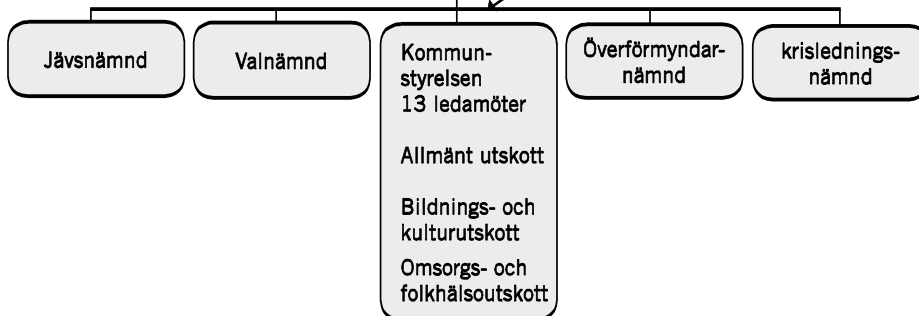 Jävsnämnd
Valnämnd
Kommun-
styrelsen
13 ledamöter
Allmänt utskott
Bildnings- och
kulturutskott
Omsorgs- och
folkhälsoutskott
Överförmyndar-
nämnd
krislednings-
nämnd